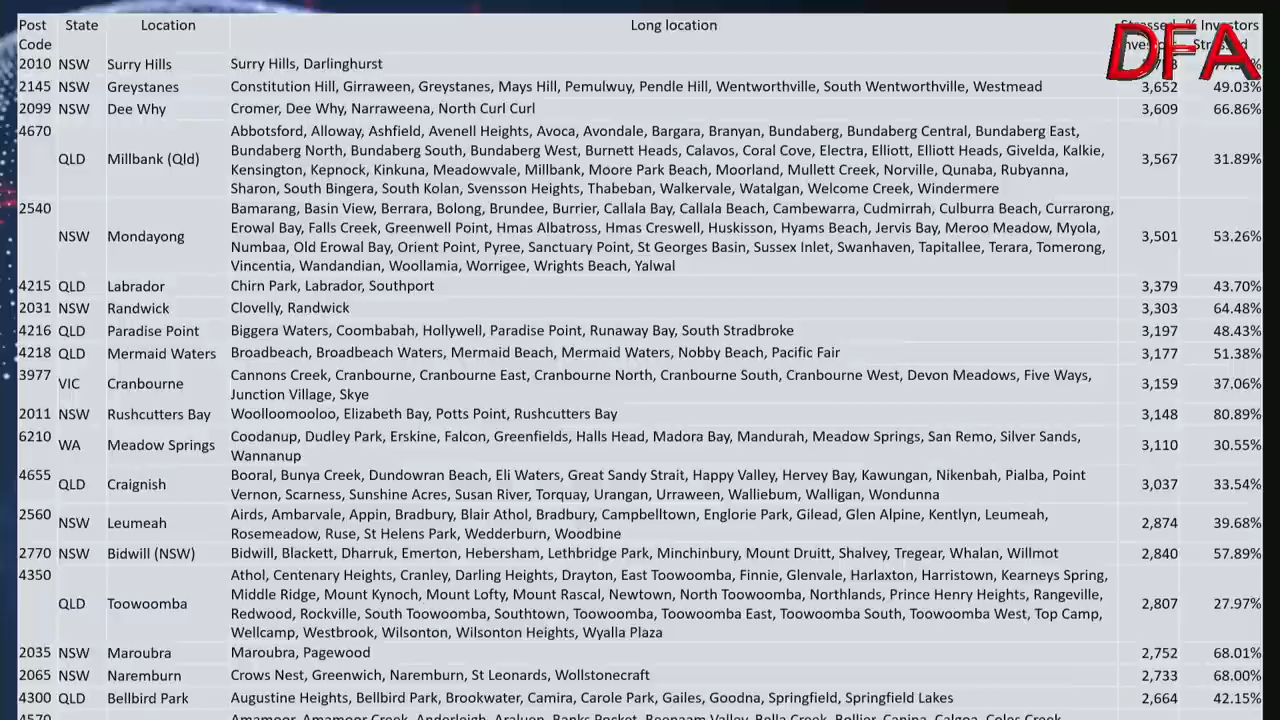 Post State Location Long location Stressed % Investors
Code Investors Stressed
2010 NSW Surry Hills Surry Hills, Darlinghurst
2145 NSW Greystanes Constitution Hill, Girraween, Greystanes, Mays Hill, Pemulwuy, Pendle Hill, Wentworthville, South Wentworthville, Westmead 3,652 49.03%
2099 NSW Dee Why Cromer, Dee Why, Narraweena, North Curl Curl 3,609 66.86%
4670 Abbotsford, Alloway, Ashfield, Avenell Heights, Avoca, Avondale, Bargara, Branyan, Bundaberg, Bundaberg Central, Bundaberg East,
QLD Millbank (Qld) Bundaberg North, Bundaberg South, Bundaberg West, Burnett Heads, Calavos, Coral Cove, Electra, Elliott, Elliott Heads, Givelda, Kalkie, 3,567 31.89%
Kensington, Kepnock, Kinkuna, Meadowvale, Millbank, Moore Park Beach, Moorland, Mullett Creek, Norville, Qunaba, Rubyanna,
Sharon, South Bingera, South Kolan, Svensson Heights, Thabeban, Walkervale, Watalgan, Welcome Creek, Windermere
2540 Bamarang, Basin View, Berrara, Bolong, Brundee, Burrier, Callala Bay, Callala Beach, Cambewarra, Cudmirrah, Culburra Beach, Currarong,
NSW Mondayong Erowal Bay, Falls Creek, Greenwell Point, Hmas Albatross, Hmas Creswell, Huskisson, Hyams Beach, Jervis Bay, Meroo Meadow, Myola, 3,501 53.26%
Numbaa, Old Erowal Bay, Orient Point, Pyree, Sanctuary Point, St Georges Basin, Sussex Inlet, Swanhaven, Tapitallee, Terara, Tomerong,
Vincentia, Wandandian, Woollamia, Worrigee, Wrights Beach, Yalwal
4215 QLD Labrador Chirn Park, Labrador, Southport 3,379 43.70%
2031 NSW Randwick Clovelly, Randwick 3,303 64.48%
4216 QLD Paradise Point Biggera Waters, Coombabah, Hollywell, Paradise Point, Runaway Bay, South Stradbroke 3,197 48.43%
4218 QLD Mermaid Waters Broadbeach, Broadbeach Waters, Mermaid Beach, Mermaid Waters, Nobby Beach, Pacific Fair 3,177 51.38%
3977 VIC Cranbourne Cannons Creek, Cranbourne, Cranbourne East, Cranbourne North, Cranbourne South, Cranbourne West, Devon Meadows, Five Ways, 3,159 37.06%
Junction Village, Skye
2011 NSW Rushcutters Bay Woolloomooloo, Elizabeth Bay, Potts Point, Rushcutters Bay 3,148 80.89%
6210 WA Meadow Springs Coodanup, Dudley Park, Erskine, Falcon, Greenfields, Halls Head, Madora Bay, Mandurah, Meadow Springs, San Remo, Silver Sands, 3,110 30.55%
Wannanup
4655 QLD Craignish Booral, Bunya Creek, Dundowran Beach, Eli Waters, Great Sandy Strait, Happy Valley, Hervey Bay, Kawungan, Nikenbah, Pialba, Point 3,037 33.54%
Vernon, Scarness, Sunshine Acres, Susan River, Torquay, Urangan, Urraween, Walliebum, Walligan, Wondunna
2560 NSW Leumeah Airds, Ambarvale, Appin, Bradbury, Blair Athol, Bradbury, Campbelltown, Englorie Park, Gilead, Glen Alpine, Kentlyn, Leumeah, 2,874 39.68%
Rosemeadow, Ruse, St Helens Park, Wedderburn, Woodbine
2770 NSW Bidwill (NSW) Bidwill, Blackett, Dharruk, Emerton, Hebersham, Lethbridge Park, Minchinbury, Mount Druitt, Shalvey, Tregear, Whalan, Willmot 2,840 57.89%
4350 Athol, Centenary Heights, Cranley, Darling Heights, Drayton, East Toowoomba, Finnie, Glenvale, Harlaxton, Harristown, Kearneys Spring,
QLD Toowoomba Middle Ridge, Mount Kynoch, Mount Lofty, Mount Rascal, Newtown, North Toowoomba, Northlands, Prince Henry Heights, Rangeville, 2,807 27.97%
Redwood, Rockville, South Toowoomba, Southtown, Toowoomba, Toowoomba East, Toowoomba South, Toowoomba West, Top Camp,
Wellcamp, Westbrook, Wilsonton, Wilsonton Heights, Wyalla Plaza
2035 NSW Maroubra Maroubra, Pagewood 2,752 68.01%
2065 NSW Naremburn Crows Nest, Greenwich, Naremburn, St Leonards, Wollstonecraft 2,733 68.00%
4300 QLD Bellbird Park Augustine Heights, Bellbird Park, Brookwater, Camira, Carole Park, Gailes, Goodna, Springfield, Springfield Lakes 2,664 42.15%
4570
DFA